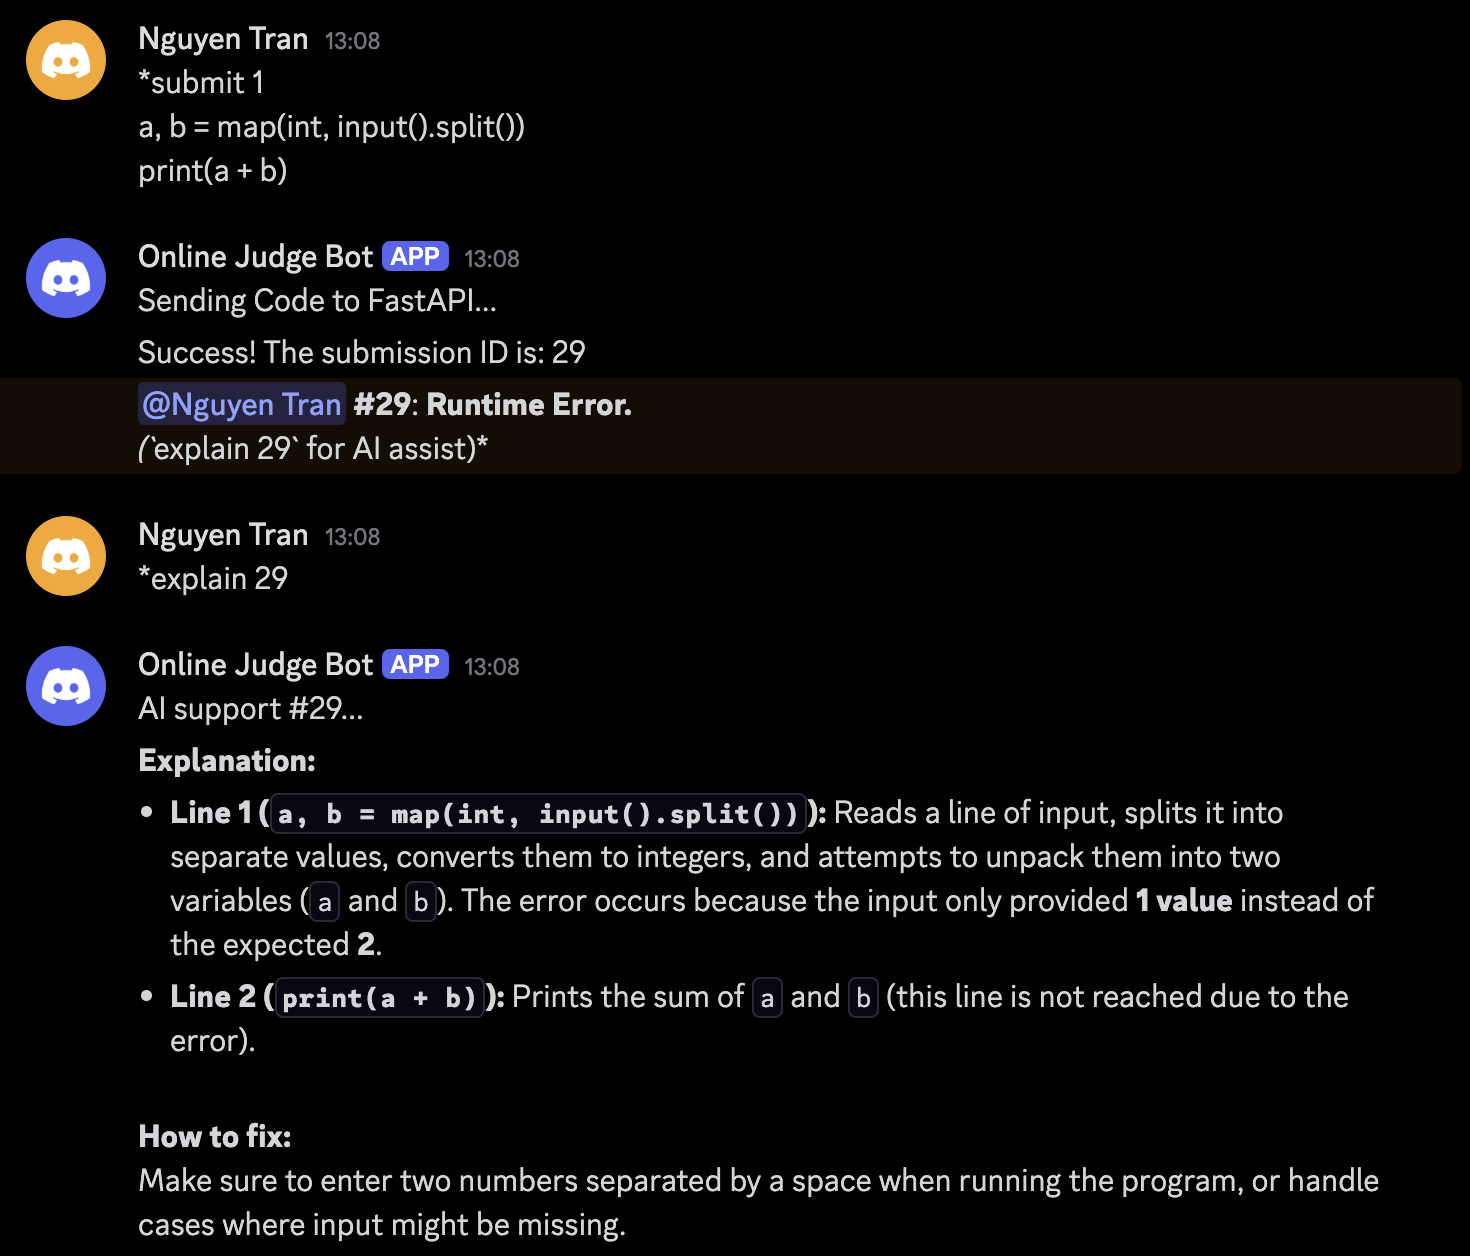 Nguyen Tran 13:08
*submit 1
a, b = map(int, input().split())
print(a + b)
Online Judge Bot APP 13:08
Sending Code to FastAPI...
Success! The submission ID is: 29
@Nguyen Tran #29: Runtime Error.
(`explain 29` for AI assist)*
Nguyen Tran 13:08
*explain 29
Online Judge Bot APP 13:08
AI support #29...
Explanation:
• Line 1 (a, b = map(int, input().split())): Reads a line of input, splits it into
separate values, converts them to integers, and attempts to unpack them into two
variables (a and b). The error occurs because the input only provided 1 value instead of
the expected 2.
• Line 2 (print(a + b)): Prints the sum of a and b (this line is not reached due to the
error).
How to fix:
Make sure to enter two numbers separated by a space when running the program, or handle
cases where input might be missing.